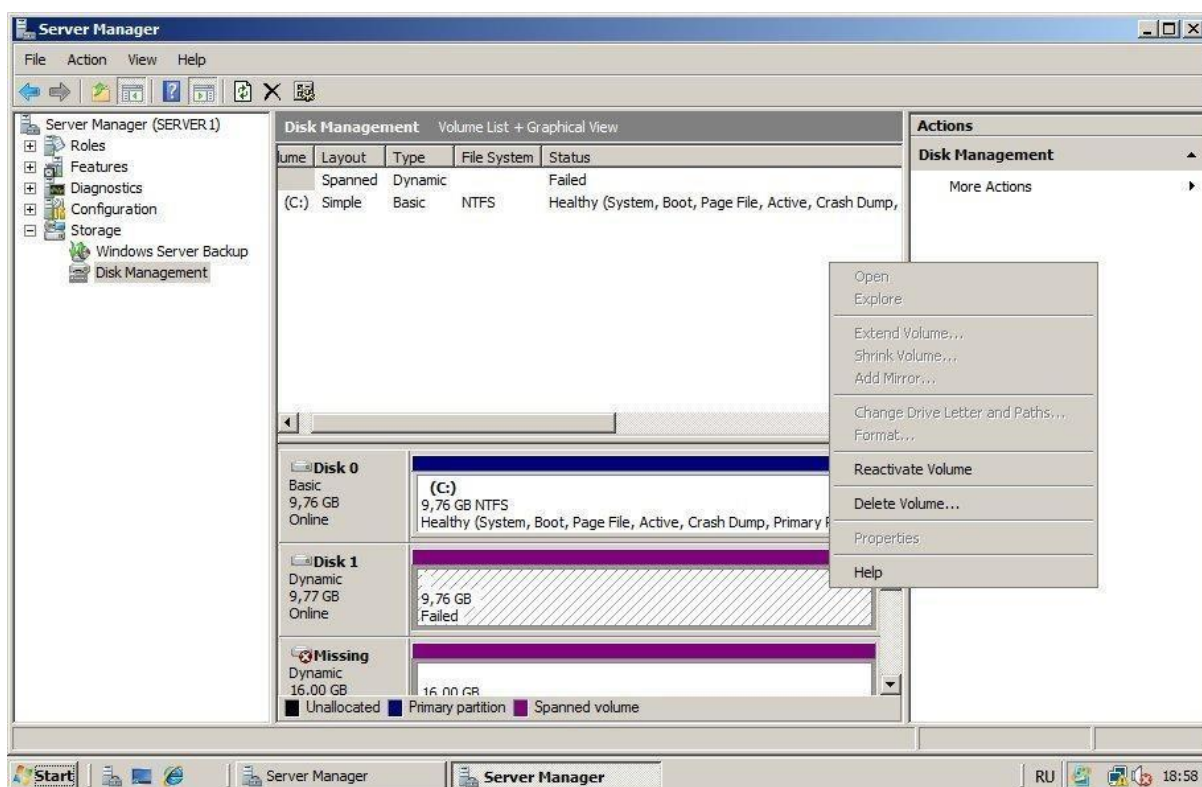 Server Manager
File Action View Help
Server Manager (SERVER1)
Roles
Features
Diagnostics
Configuration
Storage
Windows Server Backup
Disk Management
Disk Management Volume List + Graphical View
lume Layout Type File System Status
Spanned Dynamic Failed
(C:) Simple Basic NTFS Healthy (System, Boot, Page File, Active, Crash Dump,
Disk 0
Basic
9,76 GB
Online
(C:)
9,76 GB NTFS
Healthy (System, Boot, Page File, Active, Crash Dump, Primary
Disk 1
Dynamic
9,77 GB
Online
9,76 GB
Failed
Missing
Dynamic
16,00 GB
16,00 GB
Unallocated Primary partition Spanned volume
Actions
Disk Management
More Actions
Open
Explore
Extend Volume...
Shrink Volume...
Add Mirror...
Change Drive Letter and Paths...
Format...
Reactivate Volume
Delete Volume...
Properties
Help
Start Server Manager Server Manager RU 18:58